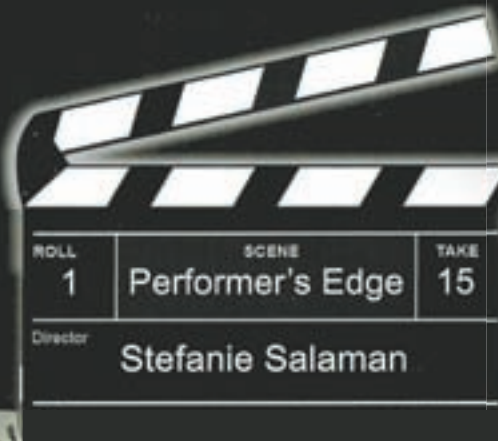 ROLL SCENE TAKE
1 Performer's Edge 15
Director Stefanie Salaman